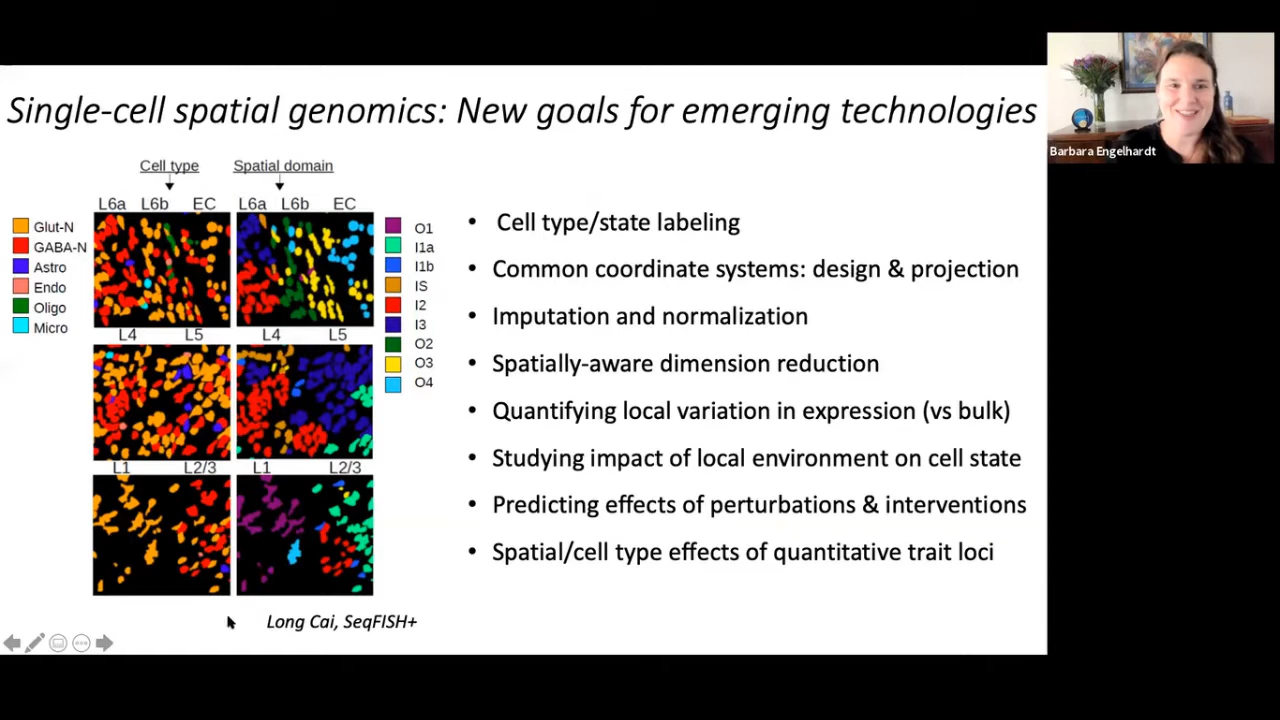 Single-cell spatial genomics: New goals for emerging technologies
Barbara Engelhardt
Cell type
Spatial domain
L6a L6b EC
L6a L6b EC
Glut-N
GABA-N
Astro
Endo
Oligo
Micro
L4 L5
L4 L5
L1 L2/3
L1 L2/3
O1
I1a
I1b
IS
I2
I3
O2
O3
O4
• Cell type/state labeling
• Common coordinate systems: design & projection
• Imputation and normalization
• Spatially-aware dimension reduction
• Quantifying local variation in expression (vs bulk)
• Studying impact of local environment on cell state
• Predicting effects of perturbations & interventions
• Spatial/cell type effects of quantitative trait loci
Long Cai, SeqFISH+